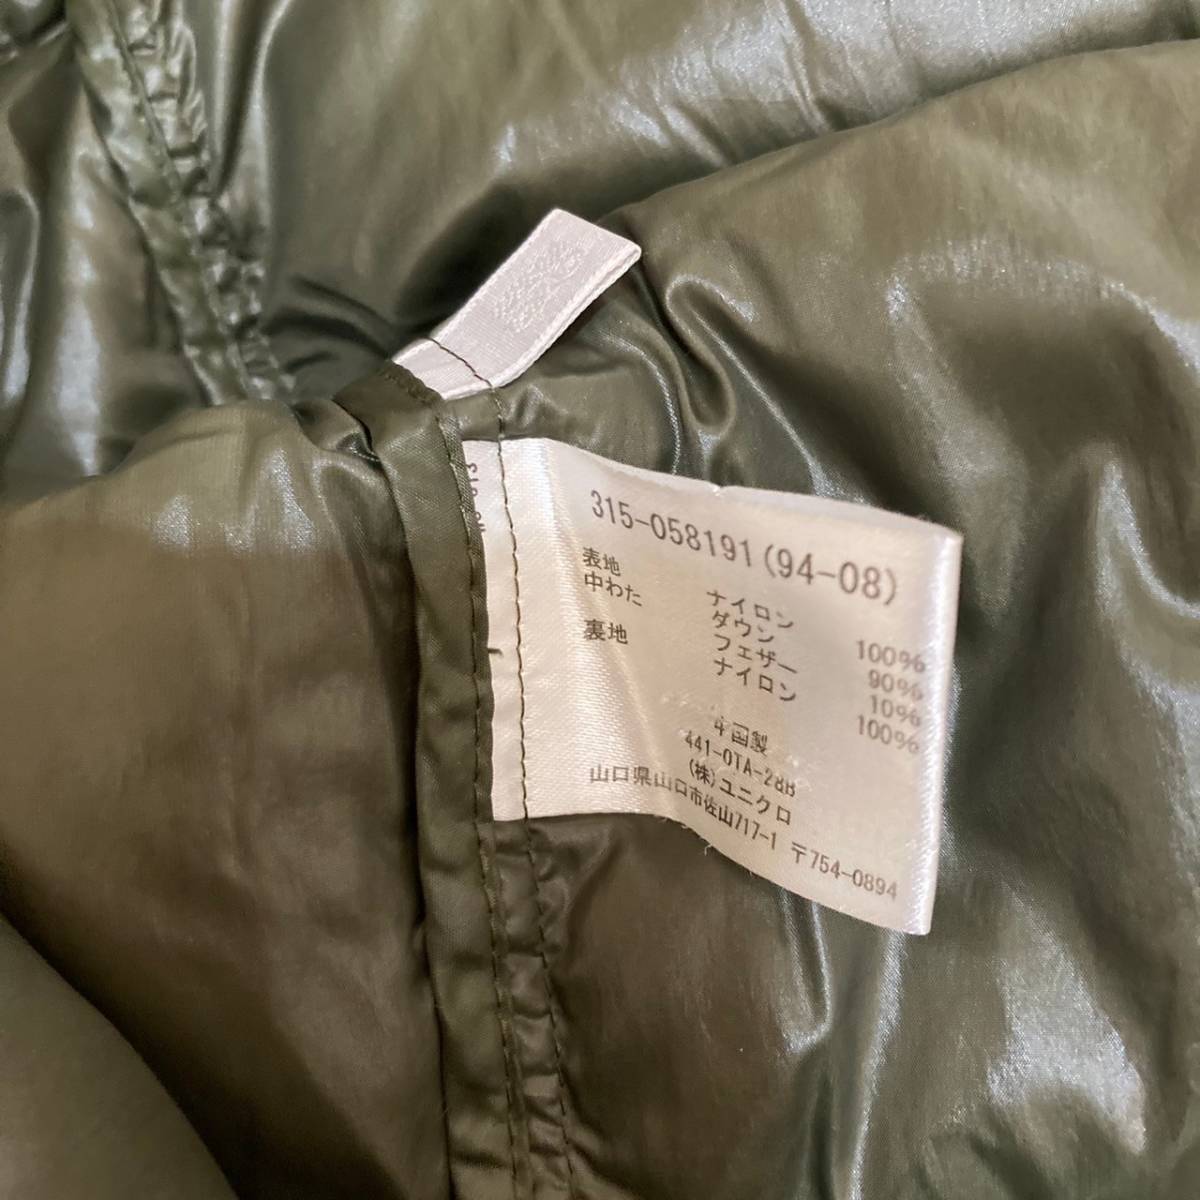 315-058191(94-08)
表地 ナイロン 100%
中わた ダウン 90%
フェザー 10%
裏地 ナイロン 100%
中国製
441-OTA-28B
(株)ユニクロ
山口県山口市佐山717-1 〒754-0894